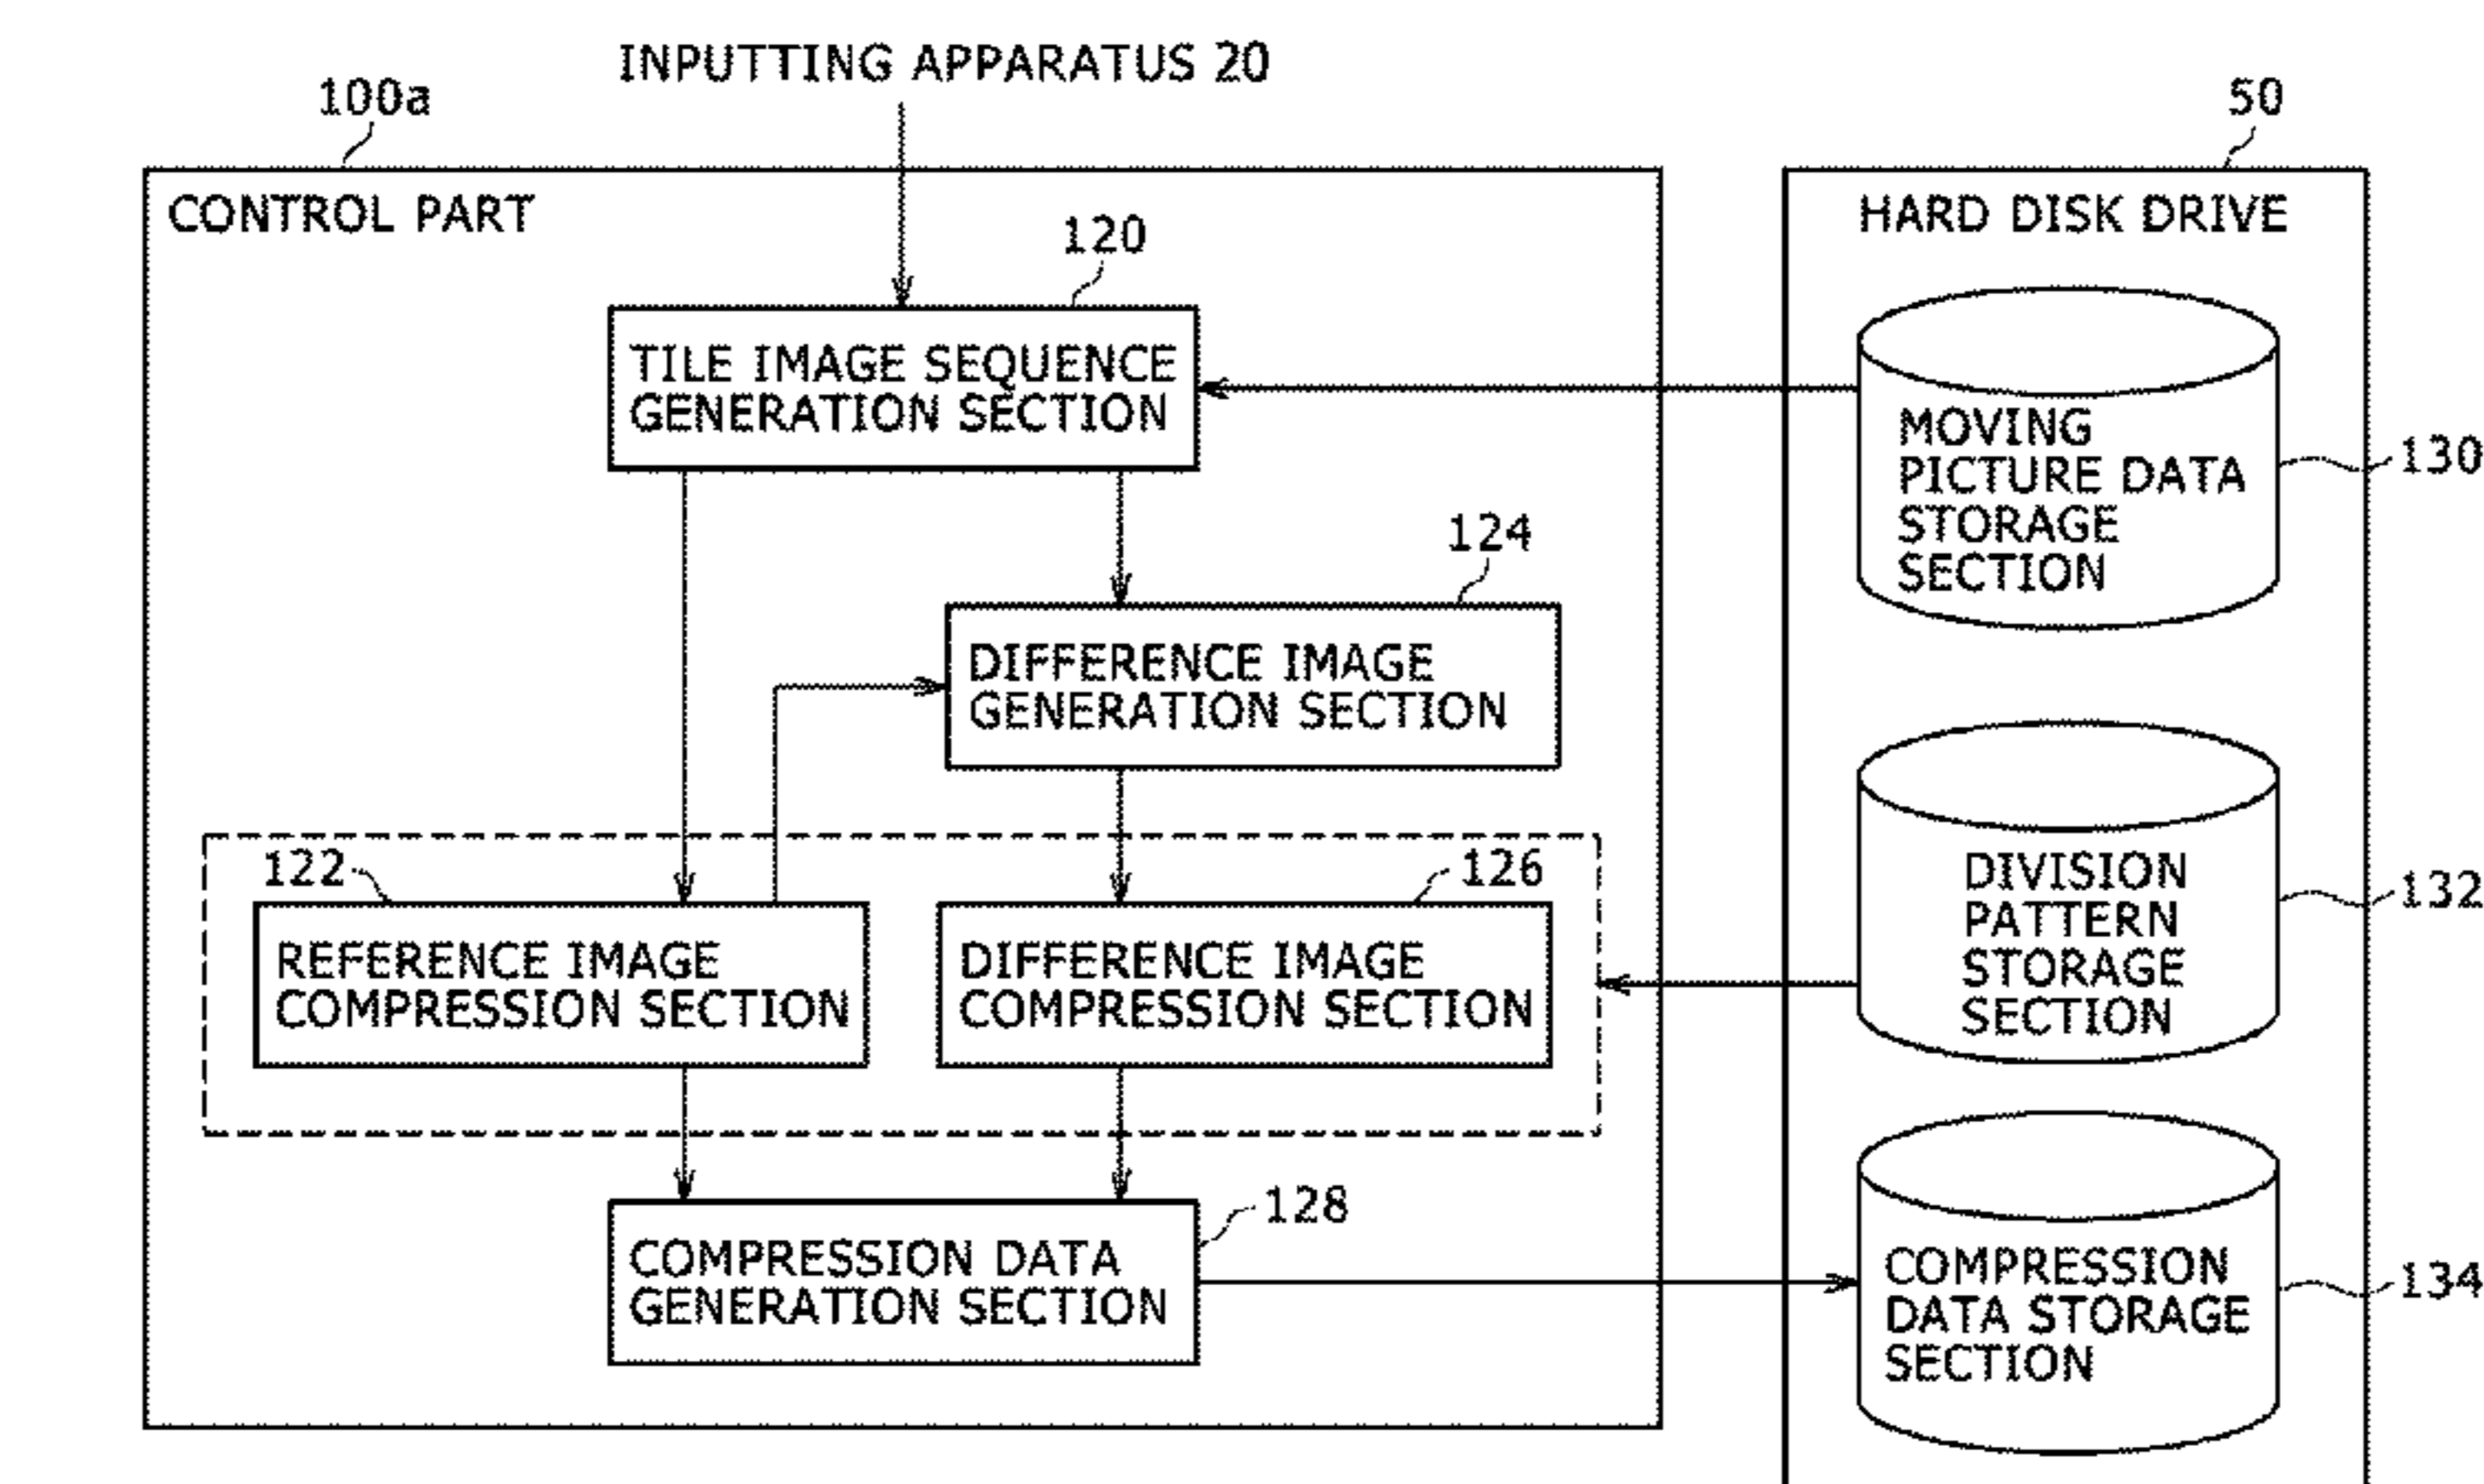 INPUTTING APPARATUS 20
100a
50
CONTROL PART
HARD DISK DRIVE
120
TILE IMAGE SEQUENCE
GENERATION SECTION
MOVING
PICTURE DATA
STORAGE
SECTION
130
124
DIFFERENCE IMAGE
GENERATION SECTION
122
126
REFERENCE IMAGE
COMPRESSION SECTION
DIFFERENCE IMAGE
COMPRESSION SECTION
DIVISION
PATTERN
STORAGE
SECTION
132
128
COMPRESSION DATA
GENERATION SECTION
COMPRESSION
DATA STORAGE
SECTION
134